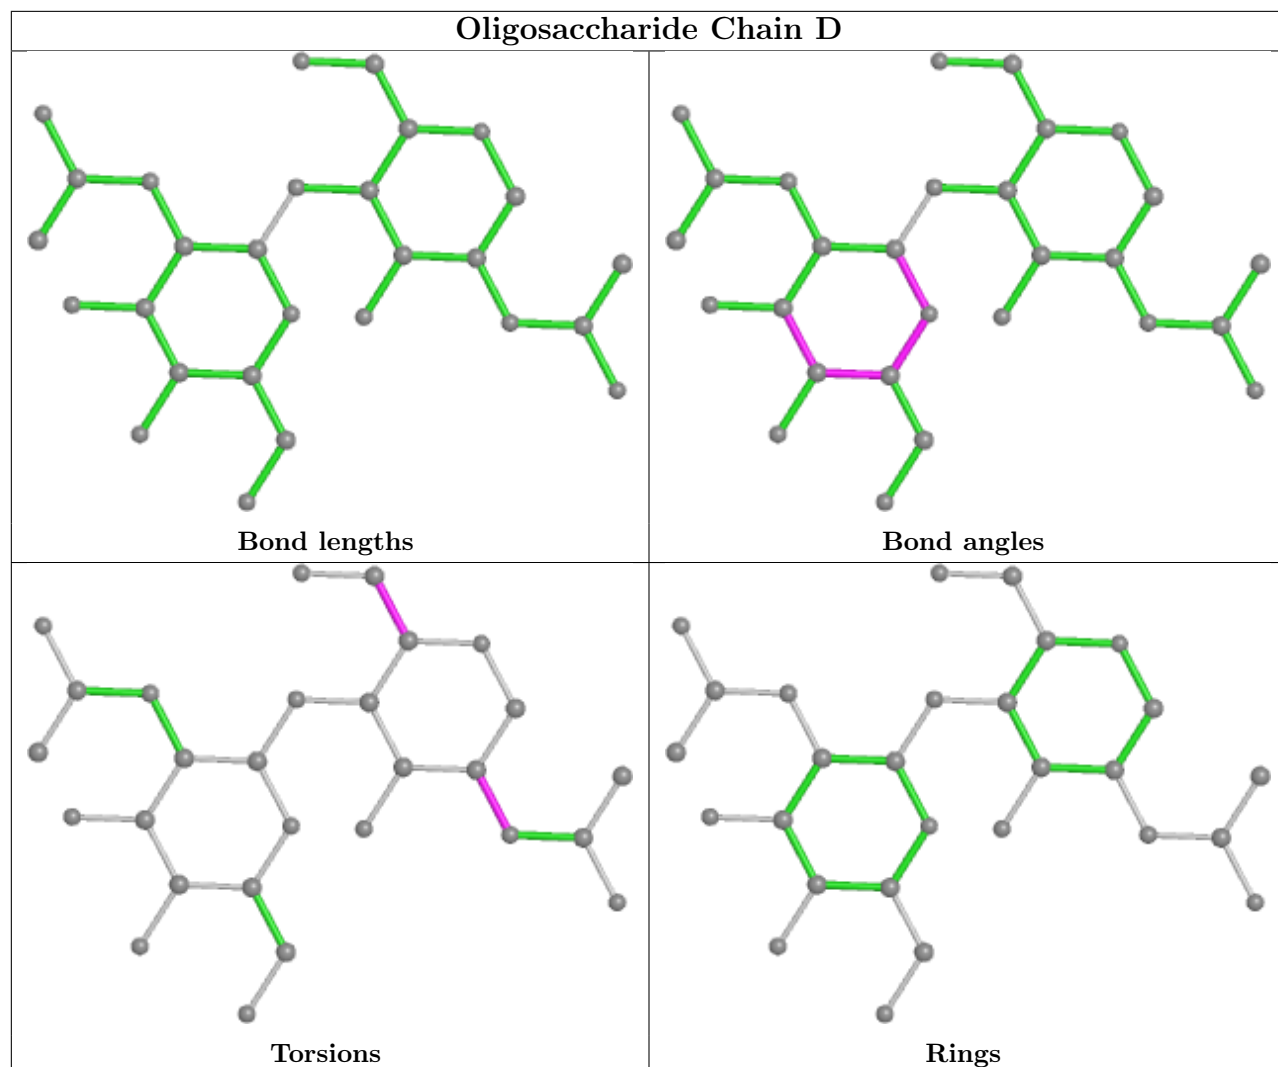 Oligosaccharide Chain D
Bond lengths
Bond angles
Torsions
Rings